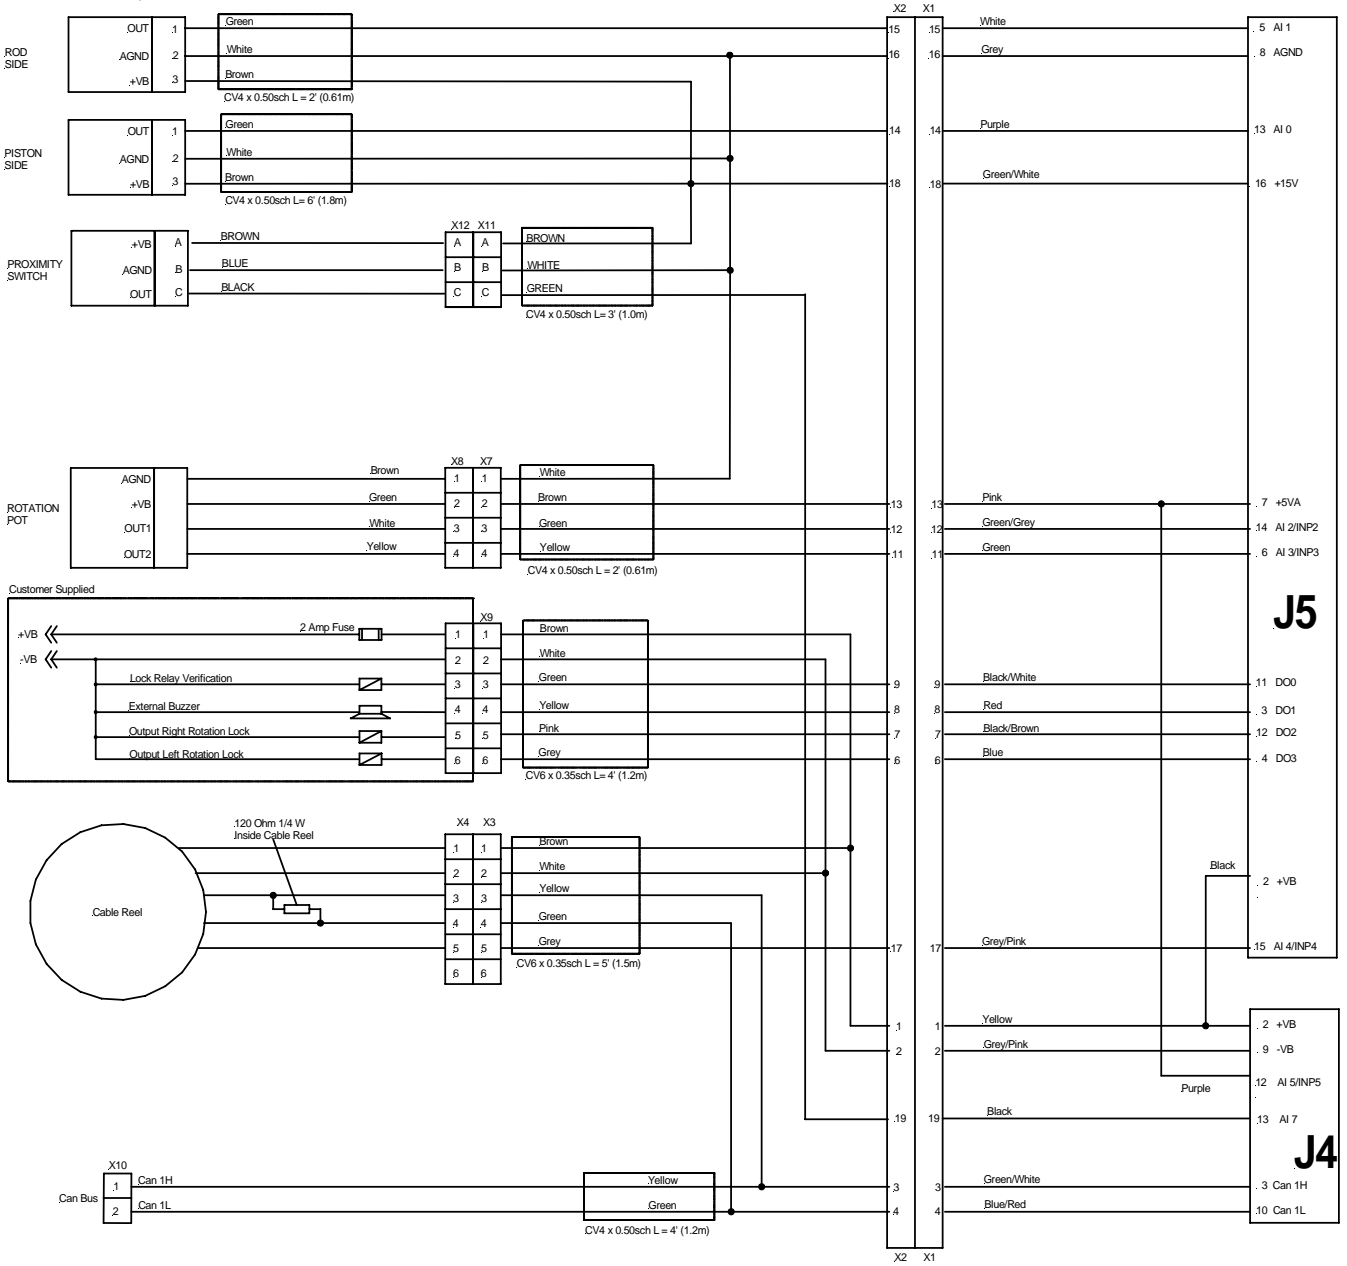 X2 X1
ROD
SIDE
OUT 1 Green 15 15 White 5 AI 1
AGND 2 White 16 16 Grey 8 AGND
+VB 3 Brown
CV4 x 0.50sch L = 2' (0.61m)
PISTON
SIDE
OUT 1 Green 14 14 Purple 13 AI 0
AGND 2 White
+VB 3 Brown 18 18 Green/White 16 +15V
CV4 x 0.50sch L= 6' (1.8m)
X12 X11
PROXIMITY
SWITCH
+VB A BROWN A A BROWN
AGND B BLUE B B WHITE
OUT C BLACK C C GREEN
CV4 x 0.50sch L= 3' (1.0m)
X8 X7
ROTATION
POT
AGND Brown 1 1 White
+VB Green 2 2 Brown 13 13 Pink 7 +5VA
OUT1 White 3 3 Green 12 12 Green/Grey 14 AI 2/INP2
OUT2 Yellow 4 4 Yellow 11 11 Green 6 AI 3/INP3
CV4 x 0.50sch L = 2' (0.61m)
J5
Customer Supplied
X9
+VB 2 Amp Fuse 1 1 Brown
-VB 2 2 White
Lock Relay Verification 3 3 Green 9 9 Black/White 11 DO0
External Buzzer 4 4 Yellow 8 8 Red 3 DO1
Output Right Rotation Lock 5 5 Pink 7 7 Black/Brown 12 DO2
Output Left Rotation Lock 6 6 Grey 6 6 Blue 4 DO3
CV6 x 0.35sch L= 4' (1.2m)
120 Ohm 1/4 W
Inside Cable Reel
X4 X3
Cable Reel
1 1 Brown
2 2 White Black 2 +VB
3 3 Yellow
4 4 Green
5 5 Grey 17 17 Grey/Pink 15 AI 4/INP4
6 6
CV6 x 0.35sch L = 5' (1.5m)
1 1 Yellow 2 +VB
2 2 Grey/Pink 9 -VB
Purple 12 AI 5/INP5
19 19 Black 13 AI 7
J4
X10
Can Bus
1 Can 1H Yellow 3 3 Green/White 3 Can 1H
2 Can 1L Green 4 4 Blue/Red 10 Can 1L
CV4 x 0.50sch L = 4' (1.2m)
X2 X1